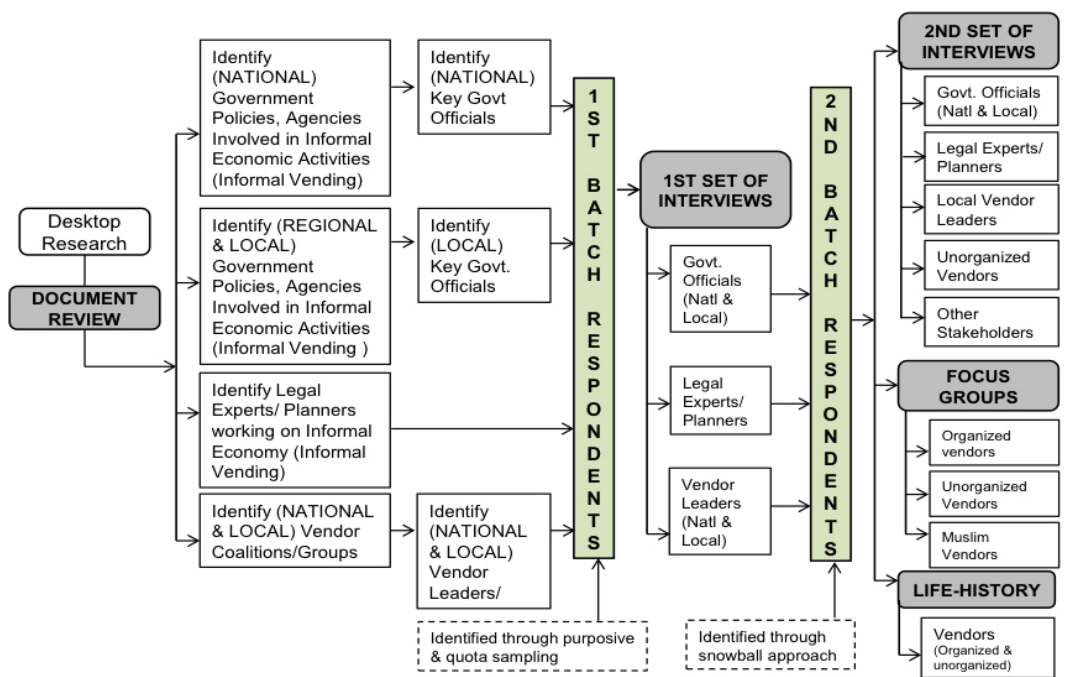 Desktop
Research
DOCUMENT
REVIEW
Identify
(NATIONAL)
Government
Policies, Agencies
Involved in Informal
Economic Activities
(Informal Vending)
Identify
(NATIONAL)
Key Govt
Officials
Identify (REGIONAL
& LOCAL)
Government
Policies, Agencies
Involved in Informal
Economic Activities
(Informal Vending )
Identify
(LOCAL)
Key Govt.
Officials
Identify Legal
Experts/ Planners
working on Informal
Economy (Informal
Vending)
Identify (NATIONAL
& LOCAL) Vendor
Coalitions/Groups
Identify
(NATIONAL
& LOCAL)
Vendor
Leaders/
1ST BATCH RESPONDENTS
Identified through purposive
& quota sampling
1ST SET OF
INTERVIEWS
Govt.
Officials
(Natl &
Local)
Legal
Experts/
Planners
Vendor
Leaders
(Natl &
Local)
2ND BATCH RESPONDENTS
Identified through
snowball approach
2ND SET OF
INTERVIEWS
Govt. Officials
(Natl & Local)
Legal Experts/
Planners
Local Vendor
Leaders
Unorganized
Vendors
Other
Stakeholders
FOCUS
GROUPS
Organized
vendors
Unorganized
Vendors
Muslim
Vendors
LIFE-HISTORY
Vendors
(Organized &
unorganized)